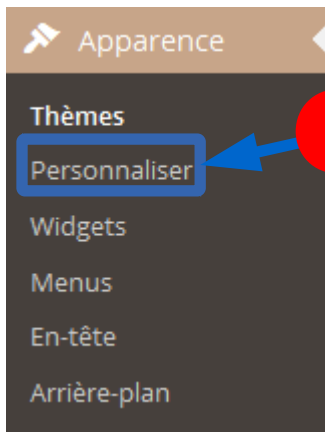 Apparence
Thèmes
Personnaliser
Widgets
Menus
En-tête
Arrière-plan